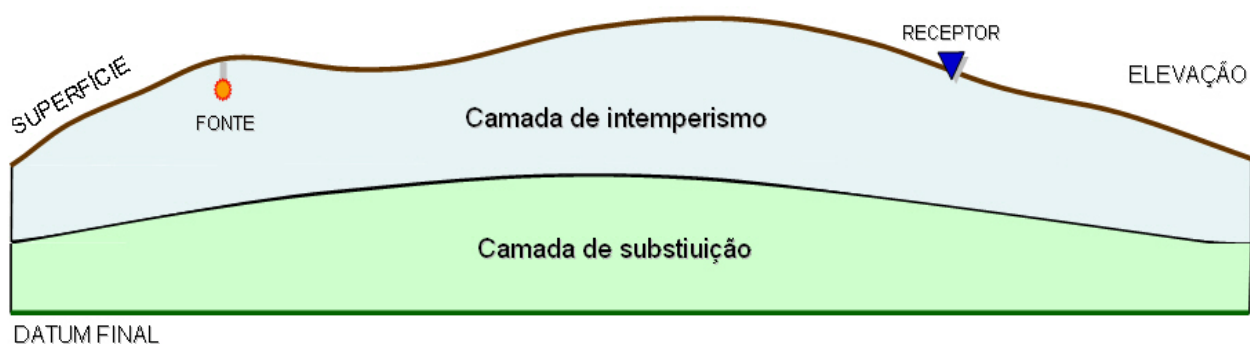 RECEPTOR
ELEVAÇÃO
SUPERFÍCIE
FONTE
Camada de intemperismo
Camada de substiuição
DATUM FINAL